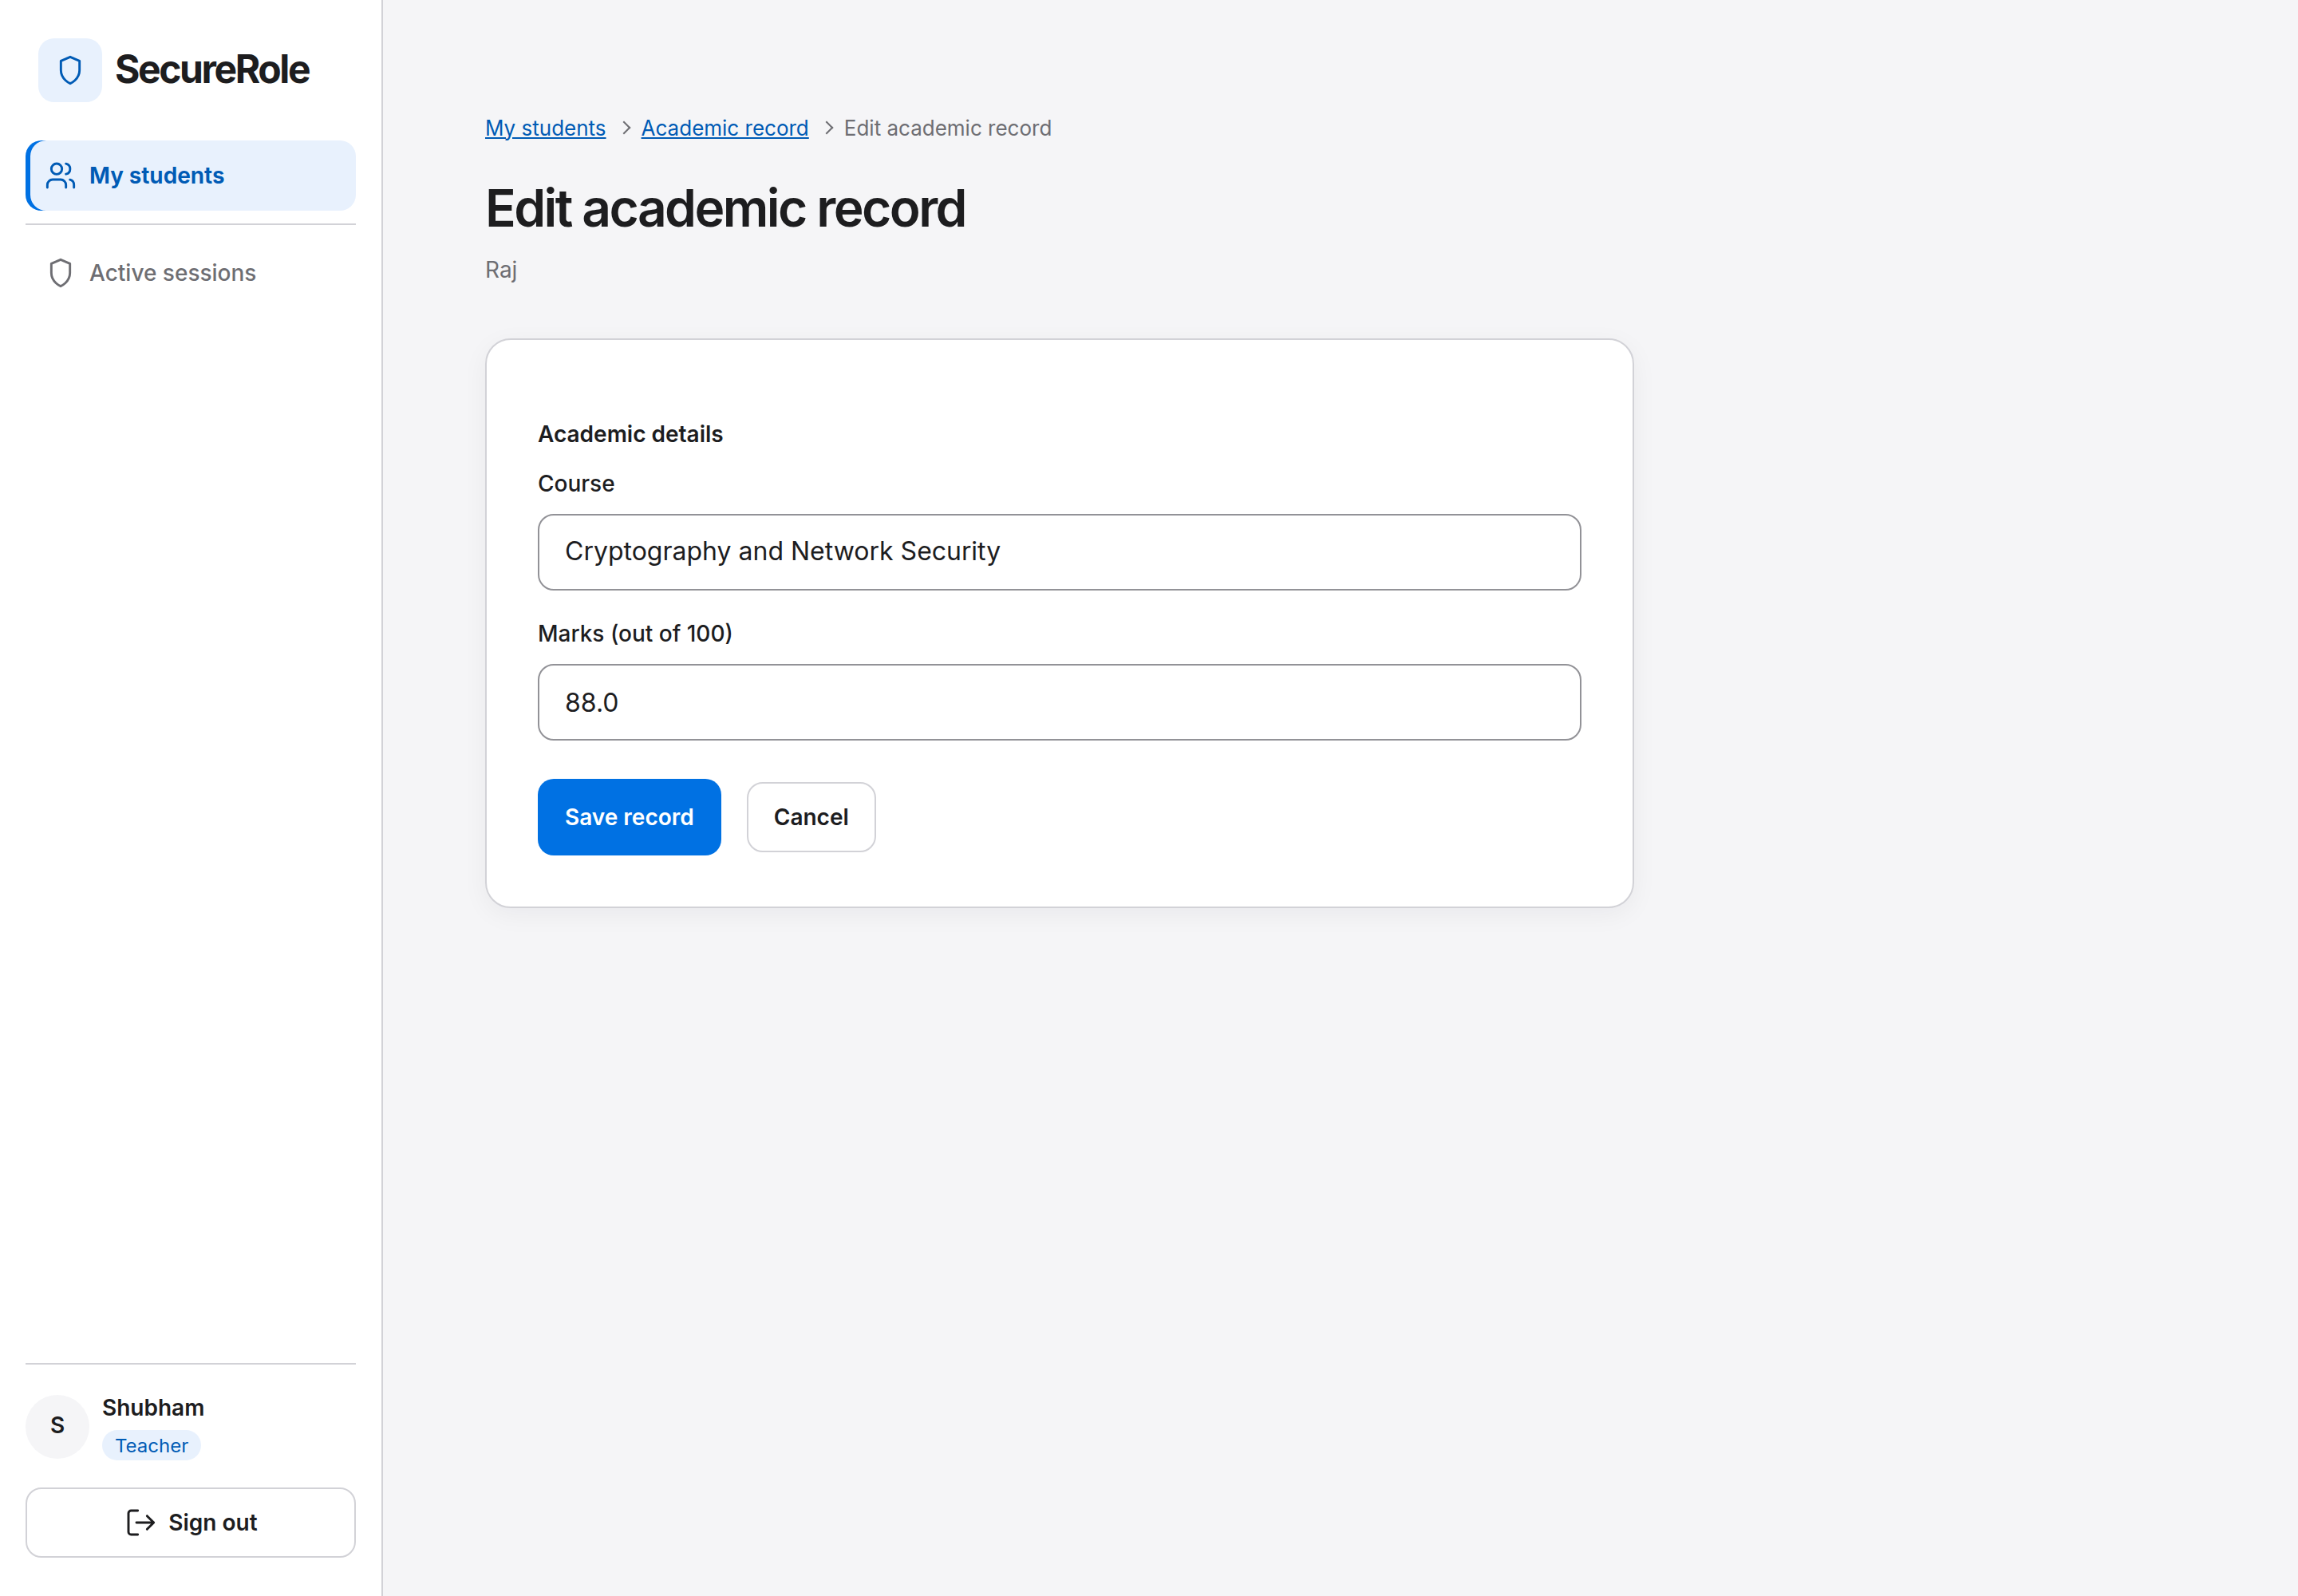 SecureRole
My students
Active sessions
My students > Academic record > Edit academic record
Edit academic record
Raj
Academic details
Course
Cryptography and Network Security
Marks (out of 100)
88.0
Save record
Cancel
S
Shubham
Teacher
Sign out